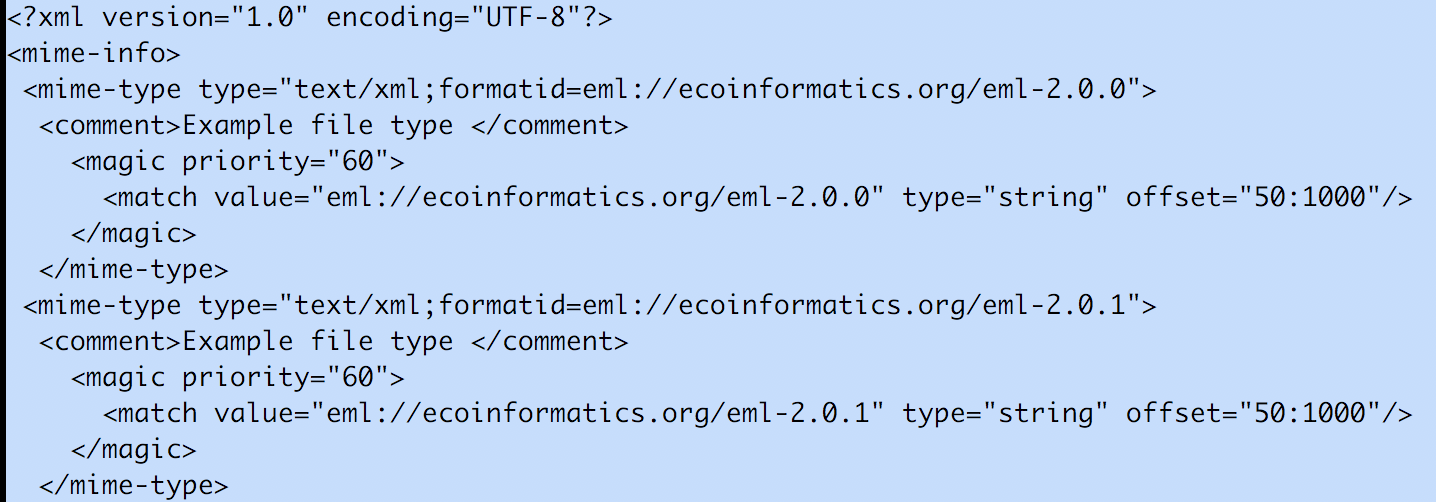 <?xml version="1.0" encoding="UTF-8"?>
<mime-info>
 <mime-type type="text/xml;formatid=eml://ecoinformatics.org/eml-2.0.0">
  <comment>Example file type </comment>
    <magic priority="60">
      <match value="eml://ecoinformatics.org/eml-2.0.0" type="string" offset="50:1000"/>
    </magic>
  </mime-type>
 <mime-type type="text/xml;formatid=eml://ecoinformatics.org/eml-2.0.1">
  <comment>Example file type </comment>
    <magic priority="60">
      <match value="eml://ecoinformatics.org/eml-2.0.1" type="string" offset="50:1000"/>
    </magic>
  </mime-type>